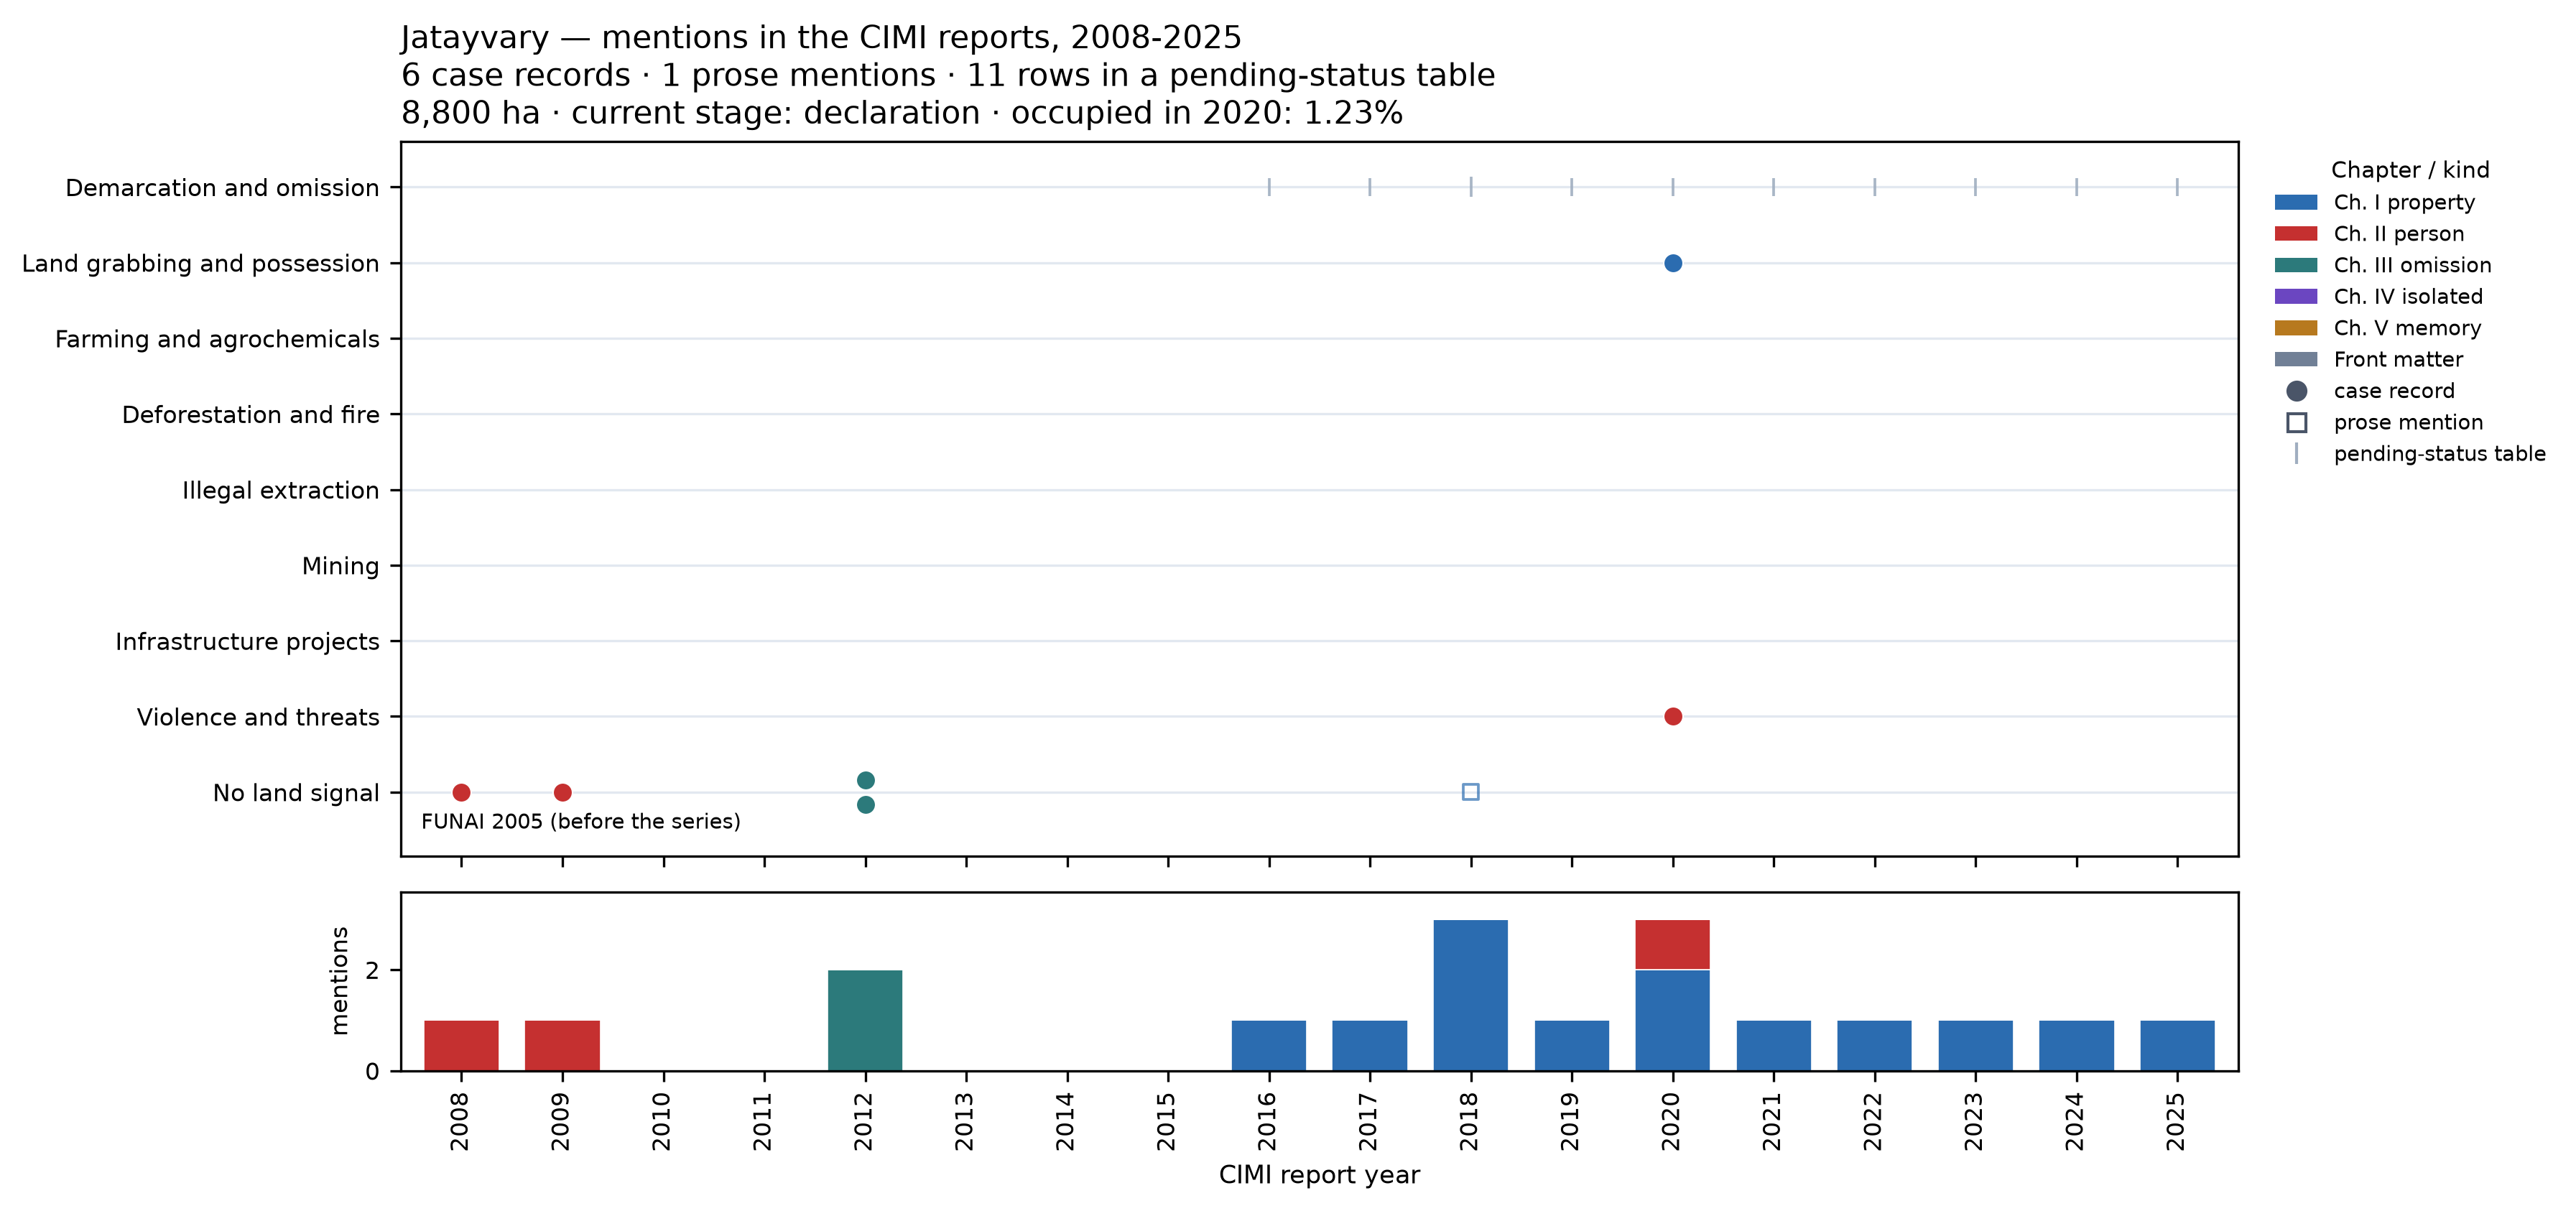 Jatayvary — mentions in the CIMI reports, 2008-2025
6 case records · 1 prose mentions · 11 rows in a pending-status table
8,800 ha · current stage: declaration · occupied in 2020: 1.23%
Demarcation and omission
Land grabbing and possession
Farming and agrochemicals
Deforestation and fire
Illegal extraction
Mining
Infrastructure projects
Violence and threats
No land signal
FUNAI 2005 (before the series)
Chapter / kind
Ch. I property
Ch. II person
Ch. III omission
Ch. IV isolated
Ch. V memory
Front matter
case record
prose mention
pending-status table
mentions
2
0
2008
2009
2010
2011
2012
2013
2014
2015
2016
2017
2018
2019
2020
2021
2022
2023
2024
2025
CIMI report year